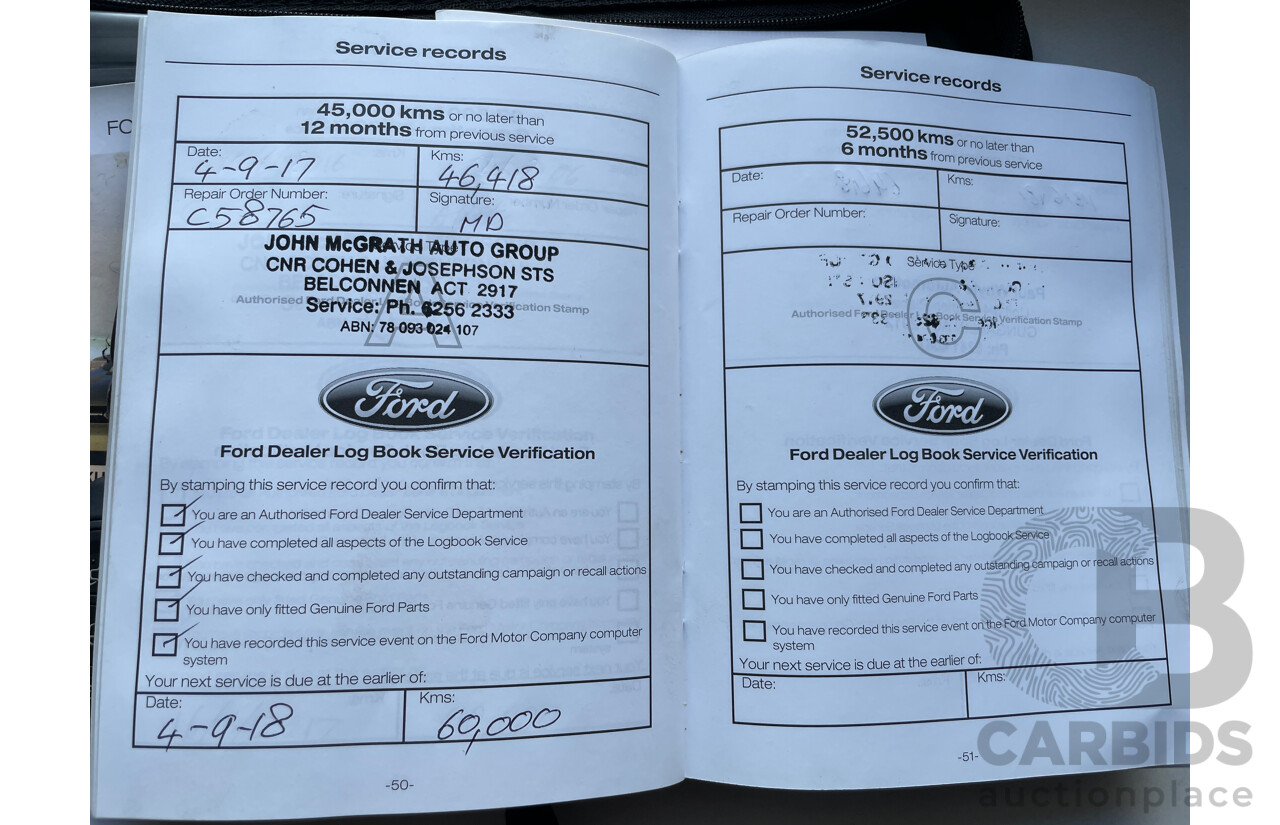 FO
Service records
45,000 kms or no later than
12 months from previous service
Date:
4-9-17
Kms:
46,418
Repair Order Number:
C58765
Signature:
MD
JOHN McGRATH AUTO GROUP
CNR COHEN & JOSEPHSON STS
BELCONNEN ACT 2917
Authorised Ford Dealer Log Book Service Verification Stamp
Service: Ph. 6256 2333
ABN: 78 093 024 107
A
Ford
Ford Dealer Log Book Service Verification
By stamping this service record you confirm that:
You are an Authorised Ford Dealer Service Department
You have completed all aspects of the Logbook Service
You have checked and completed any outstanding campaign or recall actions
You have only fitted Genuine Ford Parts
You have recorded this service event on the Ford Motor Company computer
system
Your next service is due at the earlier of:
Date:
4-9-18
Kms:
60,000
-50-
Service records
52,500 kms or no later than
6 months from previous service
Date:
Kms:
Repair Order Number:
Signature:
Service Type
C
Authorised Ford Dealer Log Book Service Verification Stamp
Ford
Ford Dealer Log Book Service Verification
By stamping this service record you confirm that:
You are an Authorised Ford Dealer Service Department
You have completed all aspects of the Logbook Service
You have checked and completed any outstanding campaign or recall actions
You have only fitted Genuine Ford Parts
You have recorded this service event on the Ford Motor Company computer
system
Your next service is due at the earlier of:
Date:
Kms:
-51-
CB
CARBIDS
auctionplace